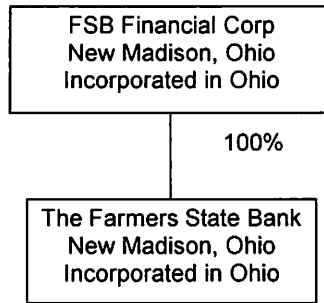 FSB Financial Corp
New Madison, Ohio
Incorporated in Ohio
100%
The Farmers State Bank
New Madison, Ohio
Incorporated in Ohio